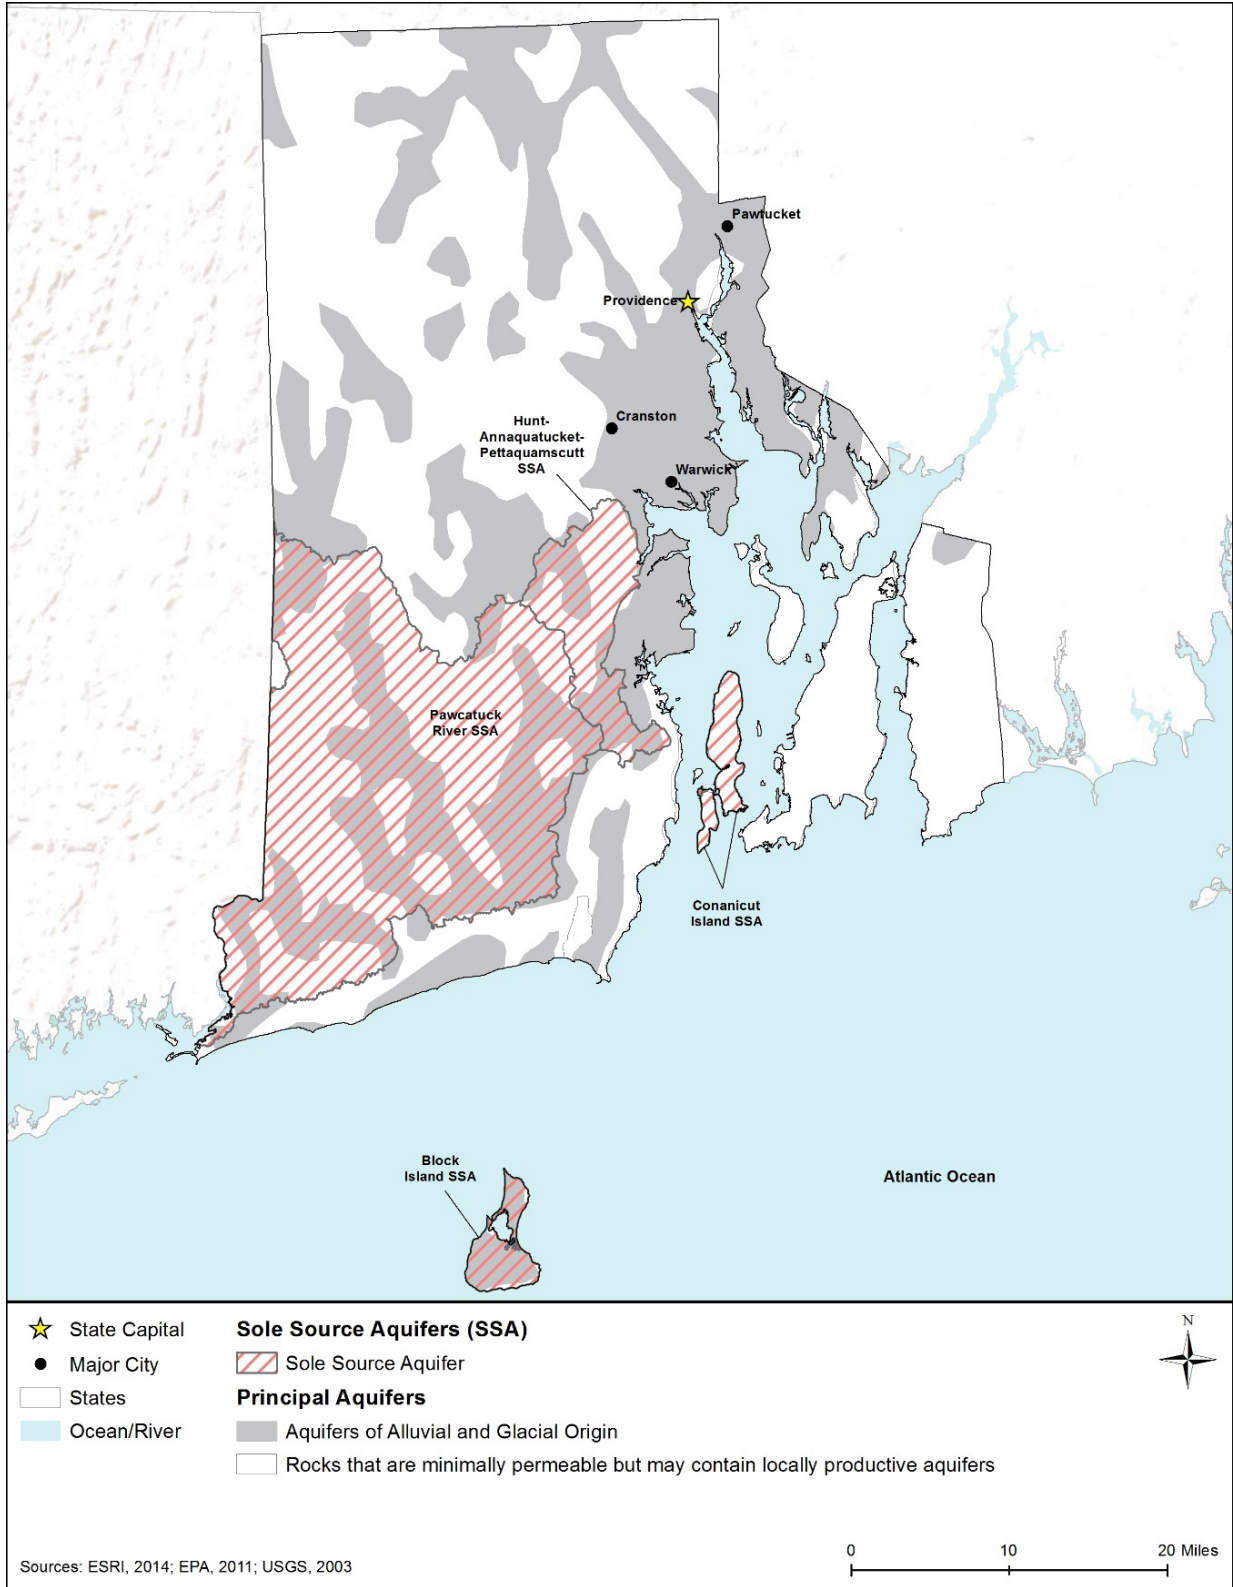 Pawtucket
Providence
Cranston
Hunt-
Annaquatucket-
Pettaquamscutt
SSA
Warwick
Pawcatuck
River SSA
Conanicut
Island SSA
Block
Island SSA
Atlantic Ocean
State Capital
Major City
States
Ocean/River
Sole Source Aquifers (SSA)
Sole Source Aquifer
Principal Aquifers
Aquifers of Alluvial and Glacial Origin
Rocks that are minimally permeable but may contain locally productive aquifers
N
0 10 20 Miles
Sources: ESRI, 2014; EPA, 2011; USGS, 2003